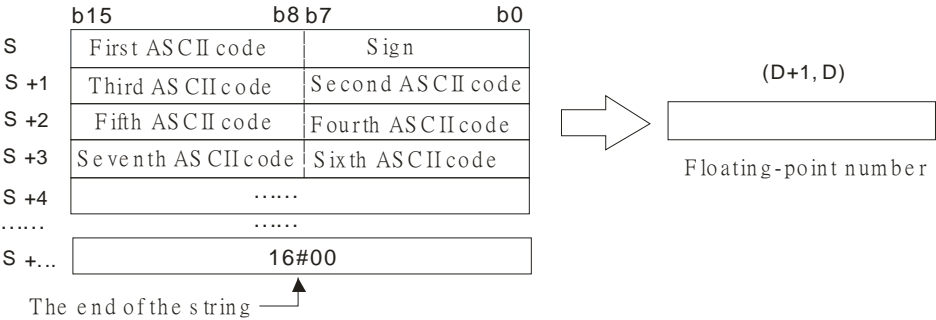 b15 b8 b7 b0
S First ASCII code Sign
S +1 Third ASCII code Second ASCII code
(D+1, D)
S +2 Fifth ASCII code Fourth ASCII code
S +3 Seventh ASCII code Sixth ASCII code
Floating-point number
S +4 ......
...... ......
S +... 16#00
The end of the string